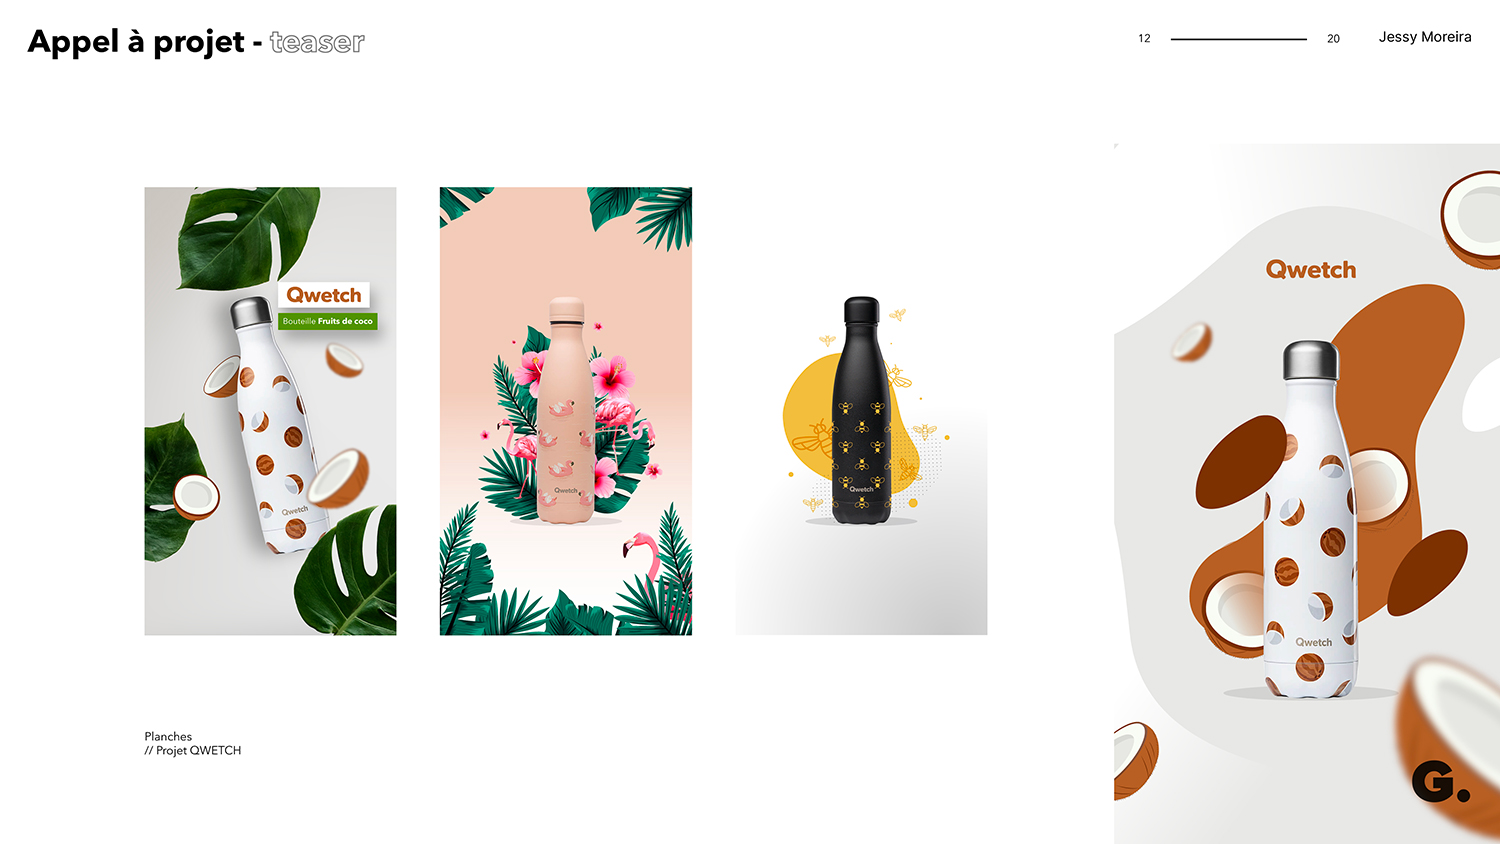 Appel à projet - teaser
12
20
Jessy Moreira
Qwetch
Bouteille Fruits de coco
Qwetch
Qwetch
Qwetch
Qwetch
Qwetch
Planches
// Projet QWETCH
G.